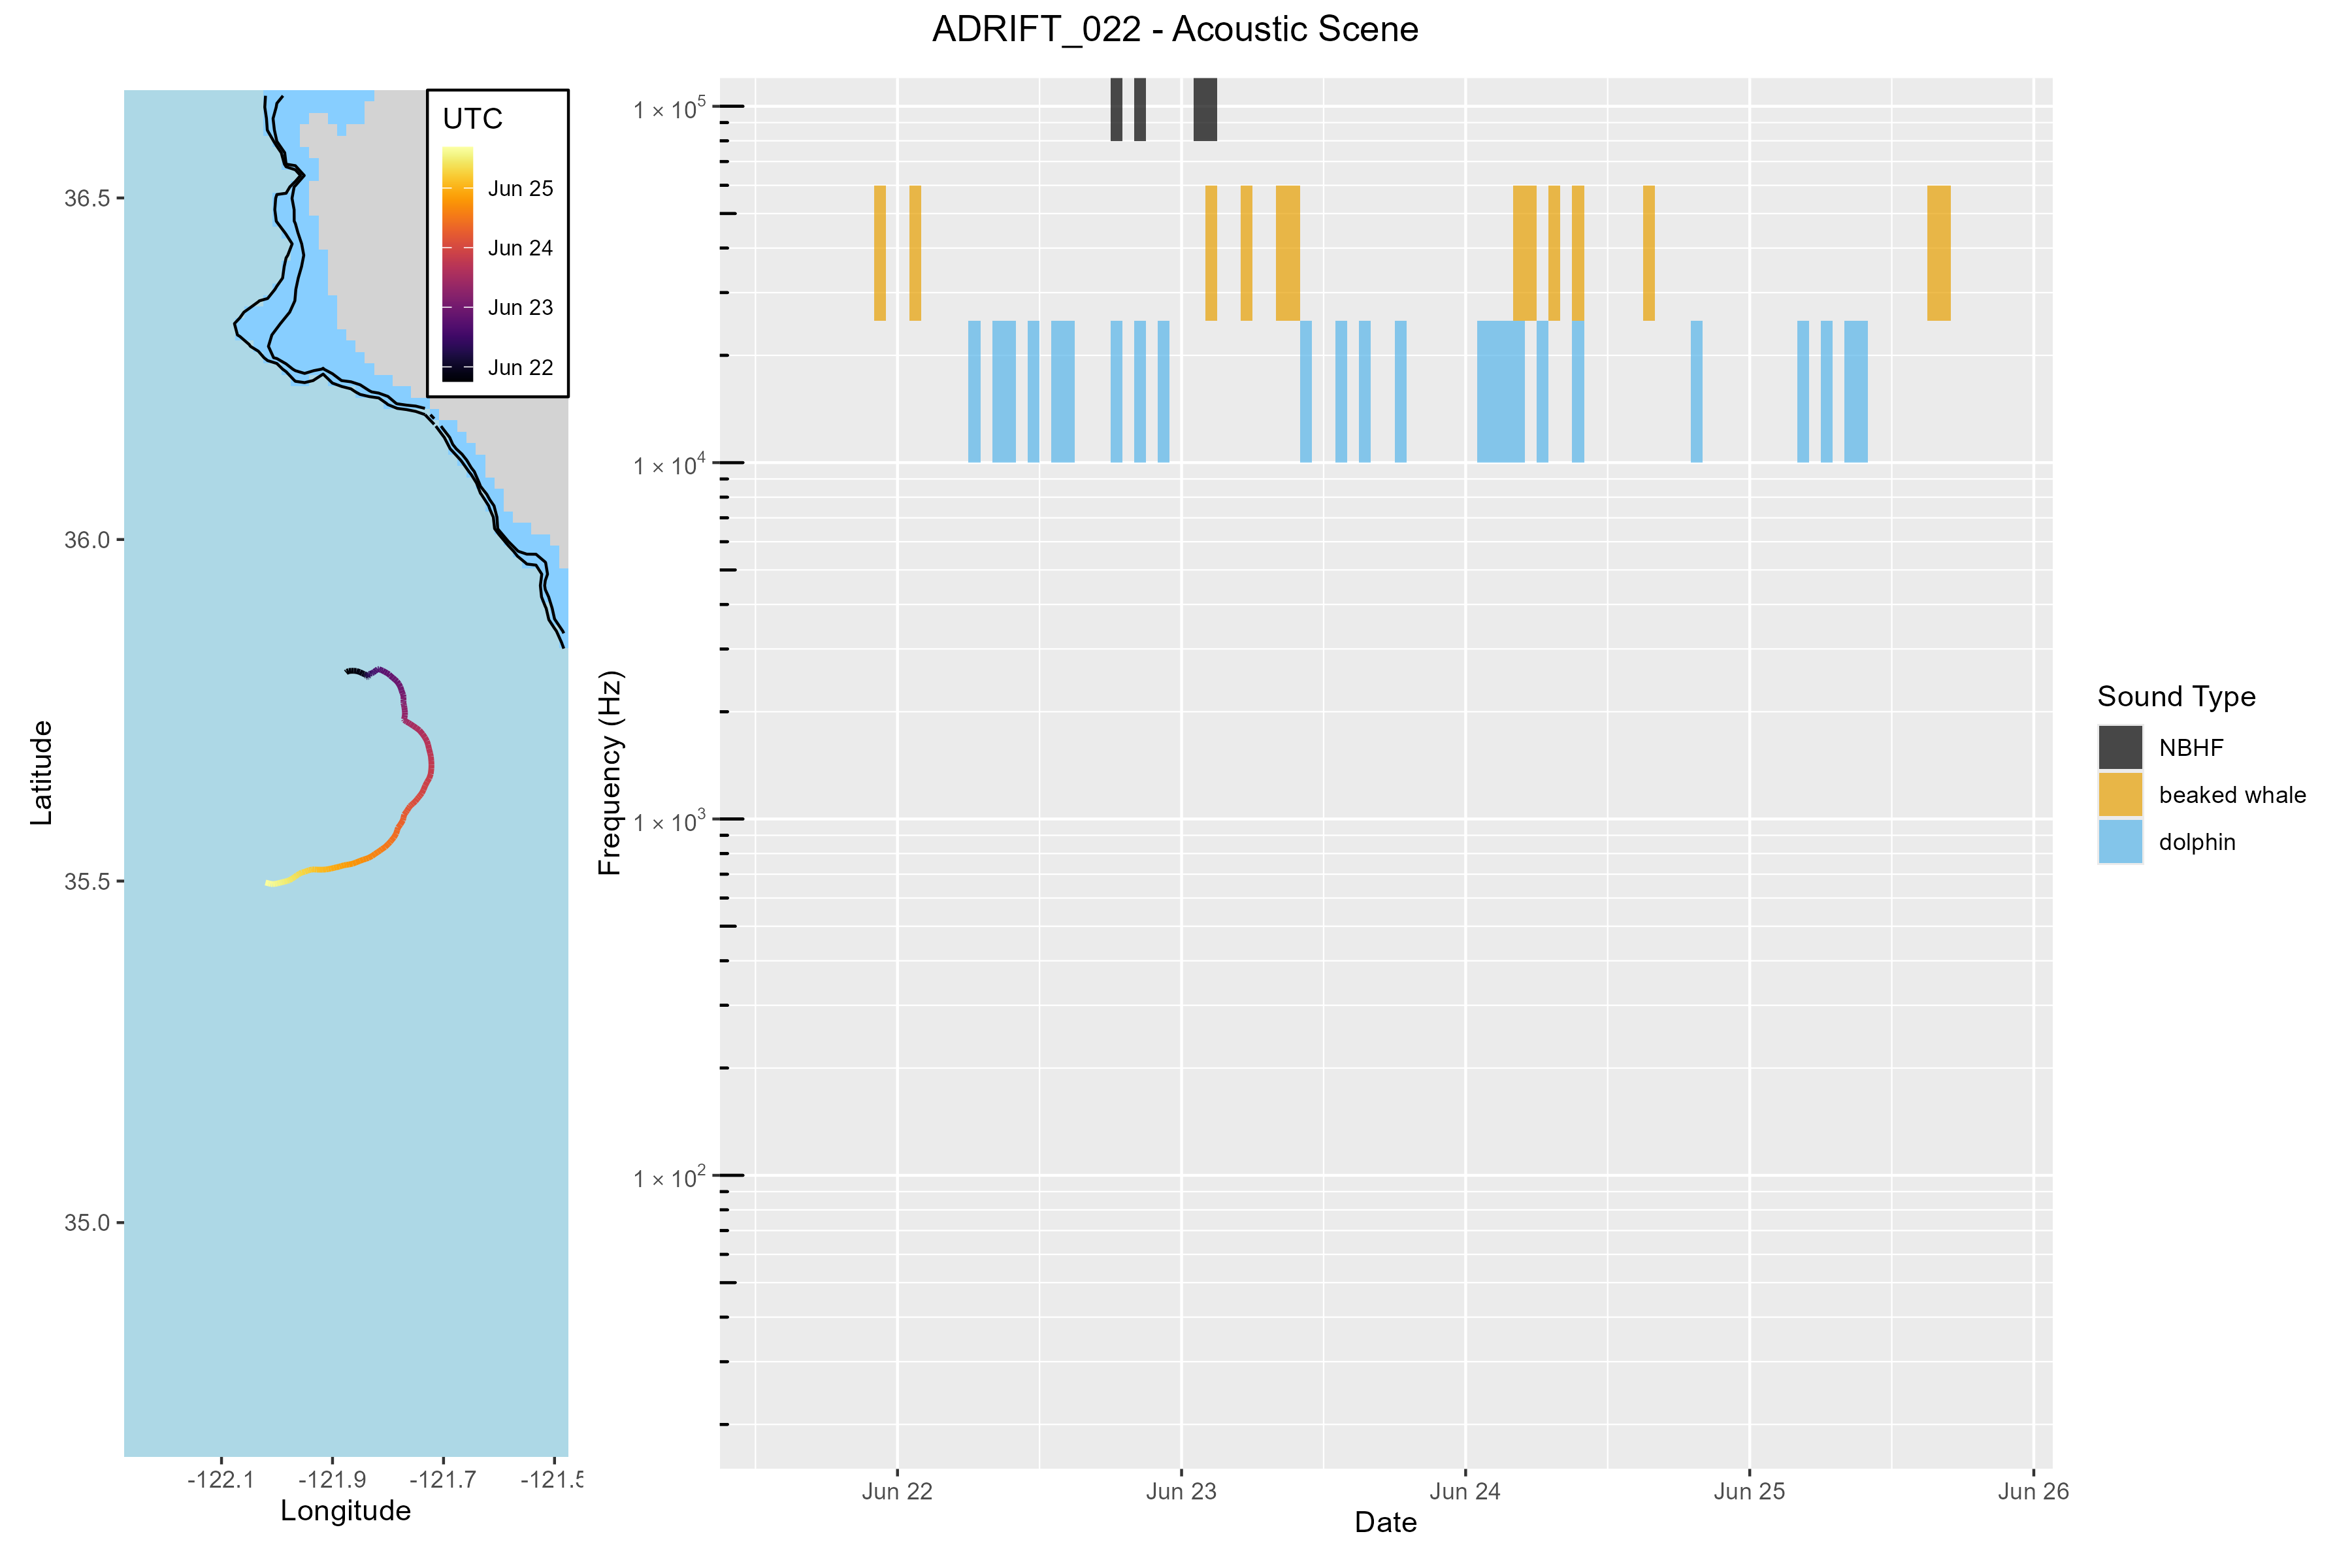 ADRIFT_022 - Acoustic Scene
UTC
Jun 25
Jun 24
Jun 23
Jun 22
36.5
36.0
35.5
35.0
Latitude
-122.1
-121.9
-121.7
-121.5
Longitude
1 × 10⁵
1 × 10⁴
1 × 10³
1 × 10²
Frequency (Hz)
Jun 22
Jun 23
Jun 24
Jun 25
Jun 26
Date
Sound Type
NBHF
beaked whale
dolphin